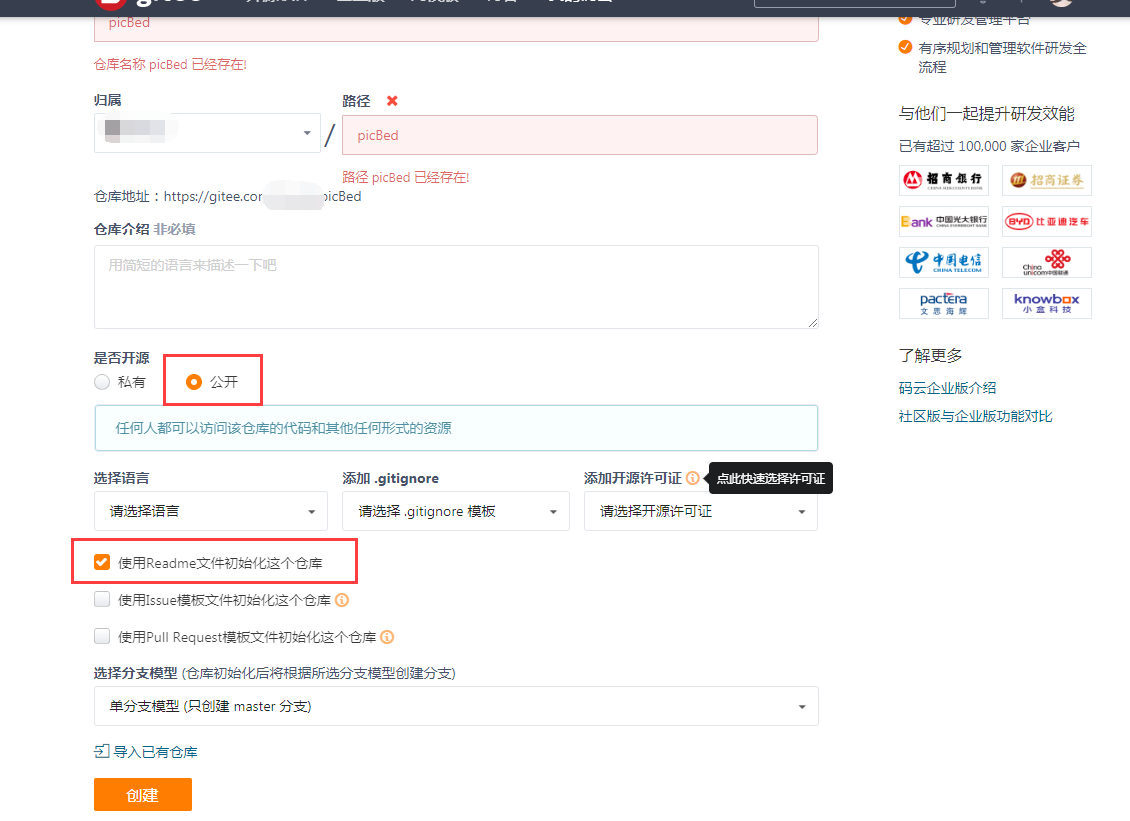 picBed
仓库名称 picBed 已经存在!
归属
路径
/
picBed
路径 picBed 已经存在!
仓库地址：https://gitee.co
picBed
仓库介绍 非必填
用简短的语言来描述一下吧
是否开源
私有
公开
任何人都可以访问该仓库的代码和其他任何形式的资源
选择语言
添加 .gitignore
添加开源许可证
点此快速选择许可证
请选择语言
请选择 .gitignore 模板
请选择开源许可证
使用Readme文件初始化这个仓库
使用Issue模板文件初始化这个仓库
使用Pull Request模板文件初始化这个仓库
选择分支模型 (仓库初始化后将根据所选分支模型创建分支)
单分支模型 (只创建 master 分支)
导入已有仓库
创建
专业研发管理平台
有序规划和管理软件研发全
流程
与他们一起提升研发效能
已有超过 100,000 家企业客户
招商银行
CHINA MERCHANTS BANK
招商证券
Bank 中国光大银行
CHINA EVERBRIGHT BANK
BYD 比亚迪汽车
中国电信
CHINA TELECOM
China
unicom中国联通
pactera
文思海辉
knowbox
小盒科技
了解更多
码云企业版介绍
社区版与企业版功能对比